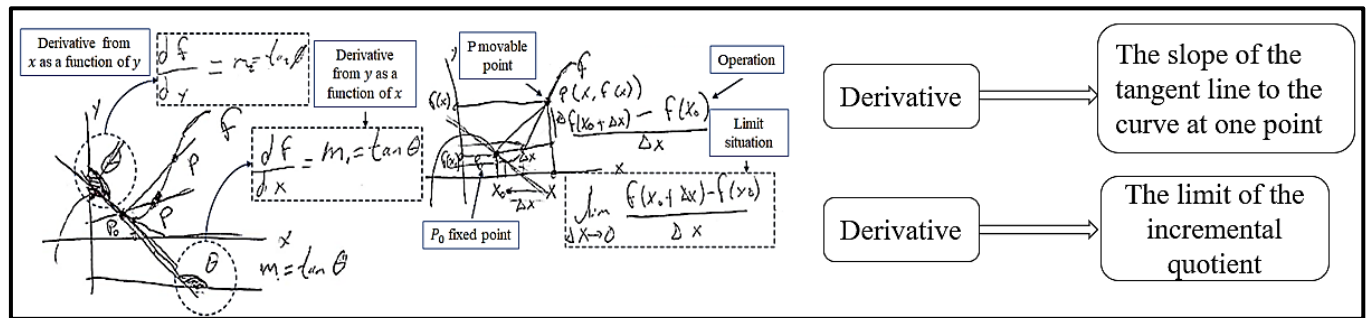 Derivative from
x as a function of y
df
dy
= m₂ = tan β
Derivative
from y as a
function of x
df
dx
= m₁ = tan θ
y
f
P
P
P₀
x
θ
m = tan θ
P movable
point
y
f
f(x)
P(x, f(x))
Operation
f(x₀ + Δx) - f(x₀)
Δx
Limit
situation
Δx
x
x₀
x
Δx
P₀ fixed point
lim
Δx→0
f(x₀ + Δx) - f(x₀)
Δx
Derivative
The slope of the
tangent line to the
curve at one point
Derivative
The limit of the
incremental
quotient